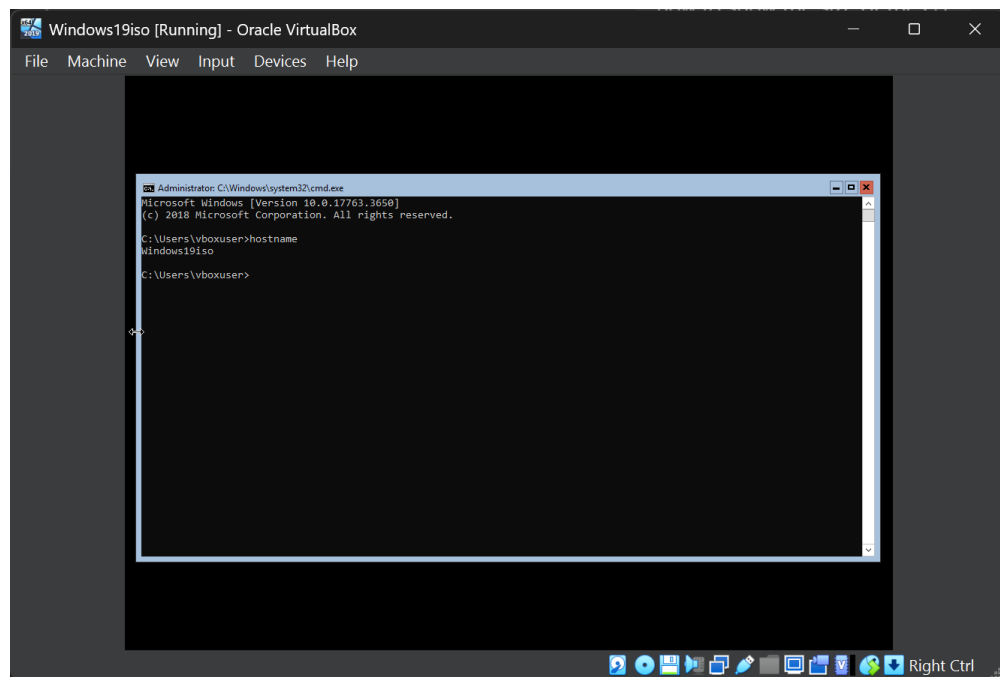 Windows19iso [Running] - Oracle VirtualBox
File Machine View Input Devices Help
Administrator: C:\Windows\system32\cmd.exe
Microsoft Windows [Version 10.0.17763.3650]
(c) 2018 Microsoft Corporation. All rights reserved.
C:\Users\vboxuser>hostname
Windows19iso
C:\Users\vboxuser>
Right Ctrl